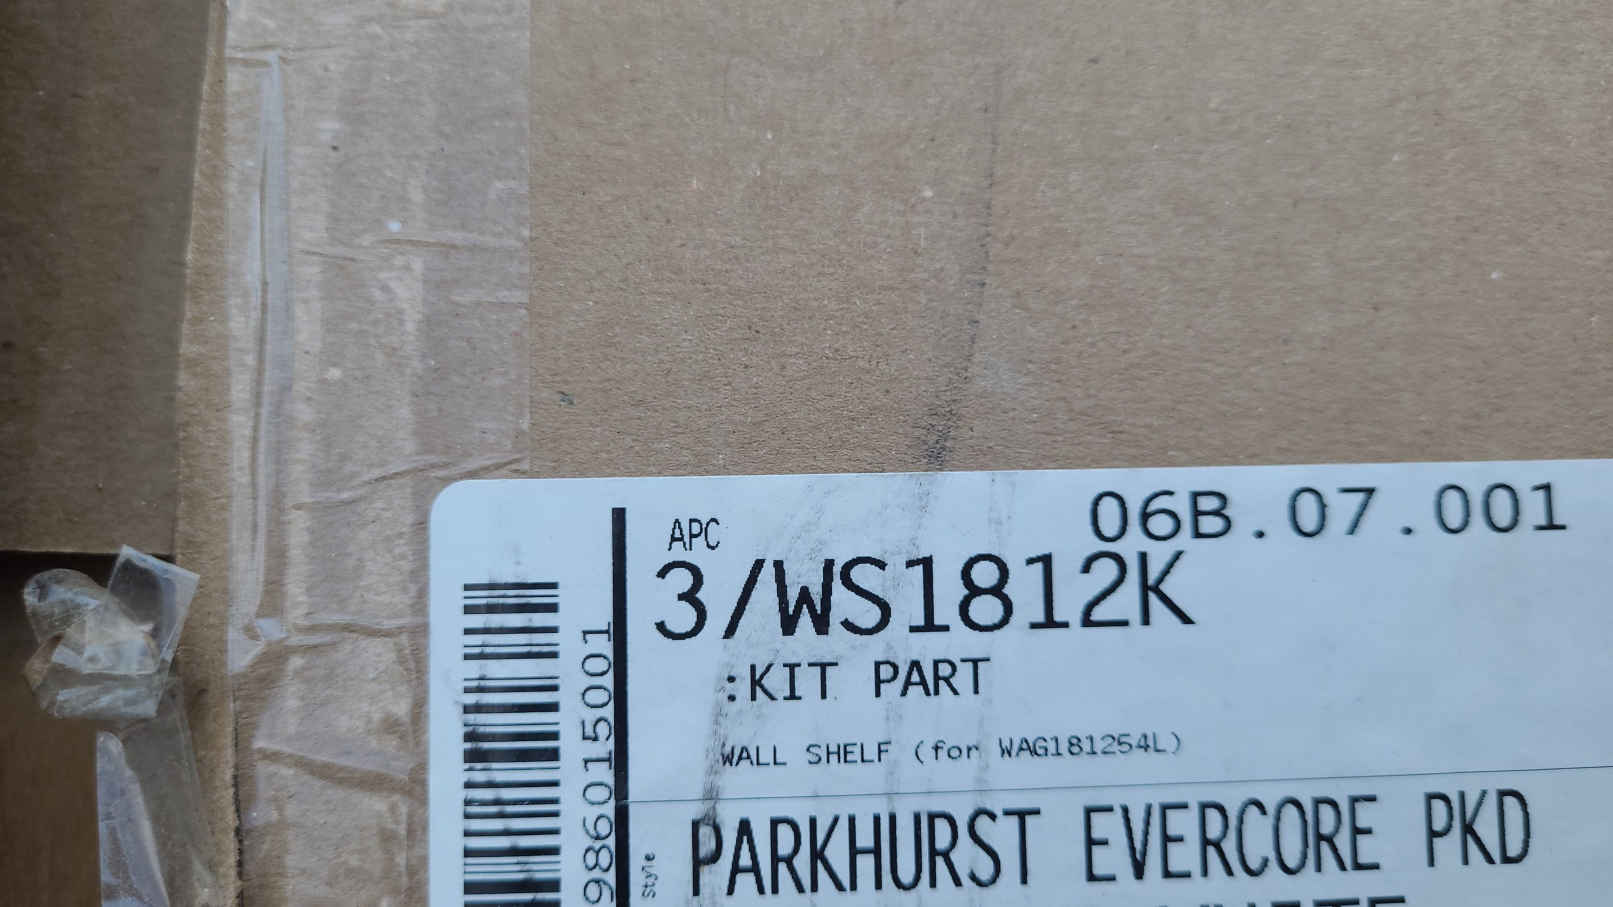 06B.07.001
APC
3/WS1812K
:KIT PART
WALL SHELF (for WAG181254L)
PARKHURST EVERCORE PKD
style
986015001